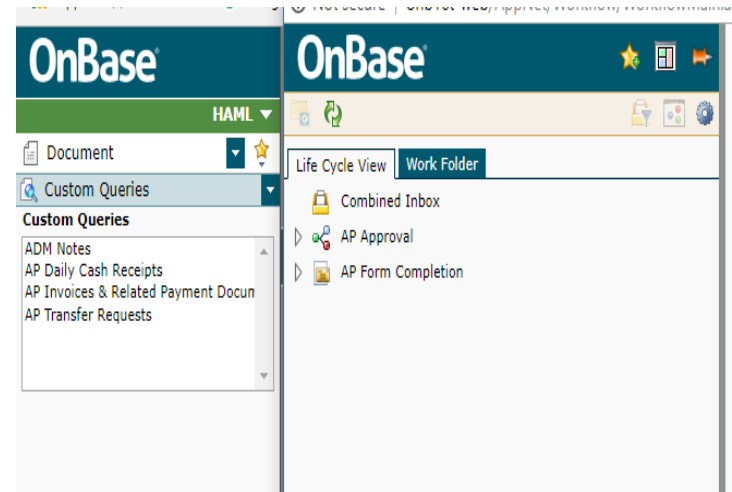 OnBase
HAML
Document
Custom Queries
Custom Queries
ADM Notes
AP Daily Cash Receipts
AP Invoices & Related Payment Docum
AP Transfer Requests
OnBase
Life Cycle View
Work Folder
Combined Inbox
AP Approval
AP Form Completion